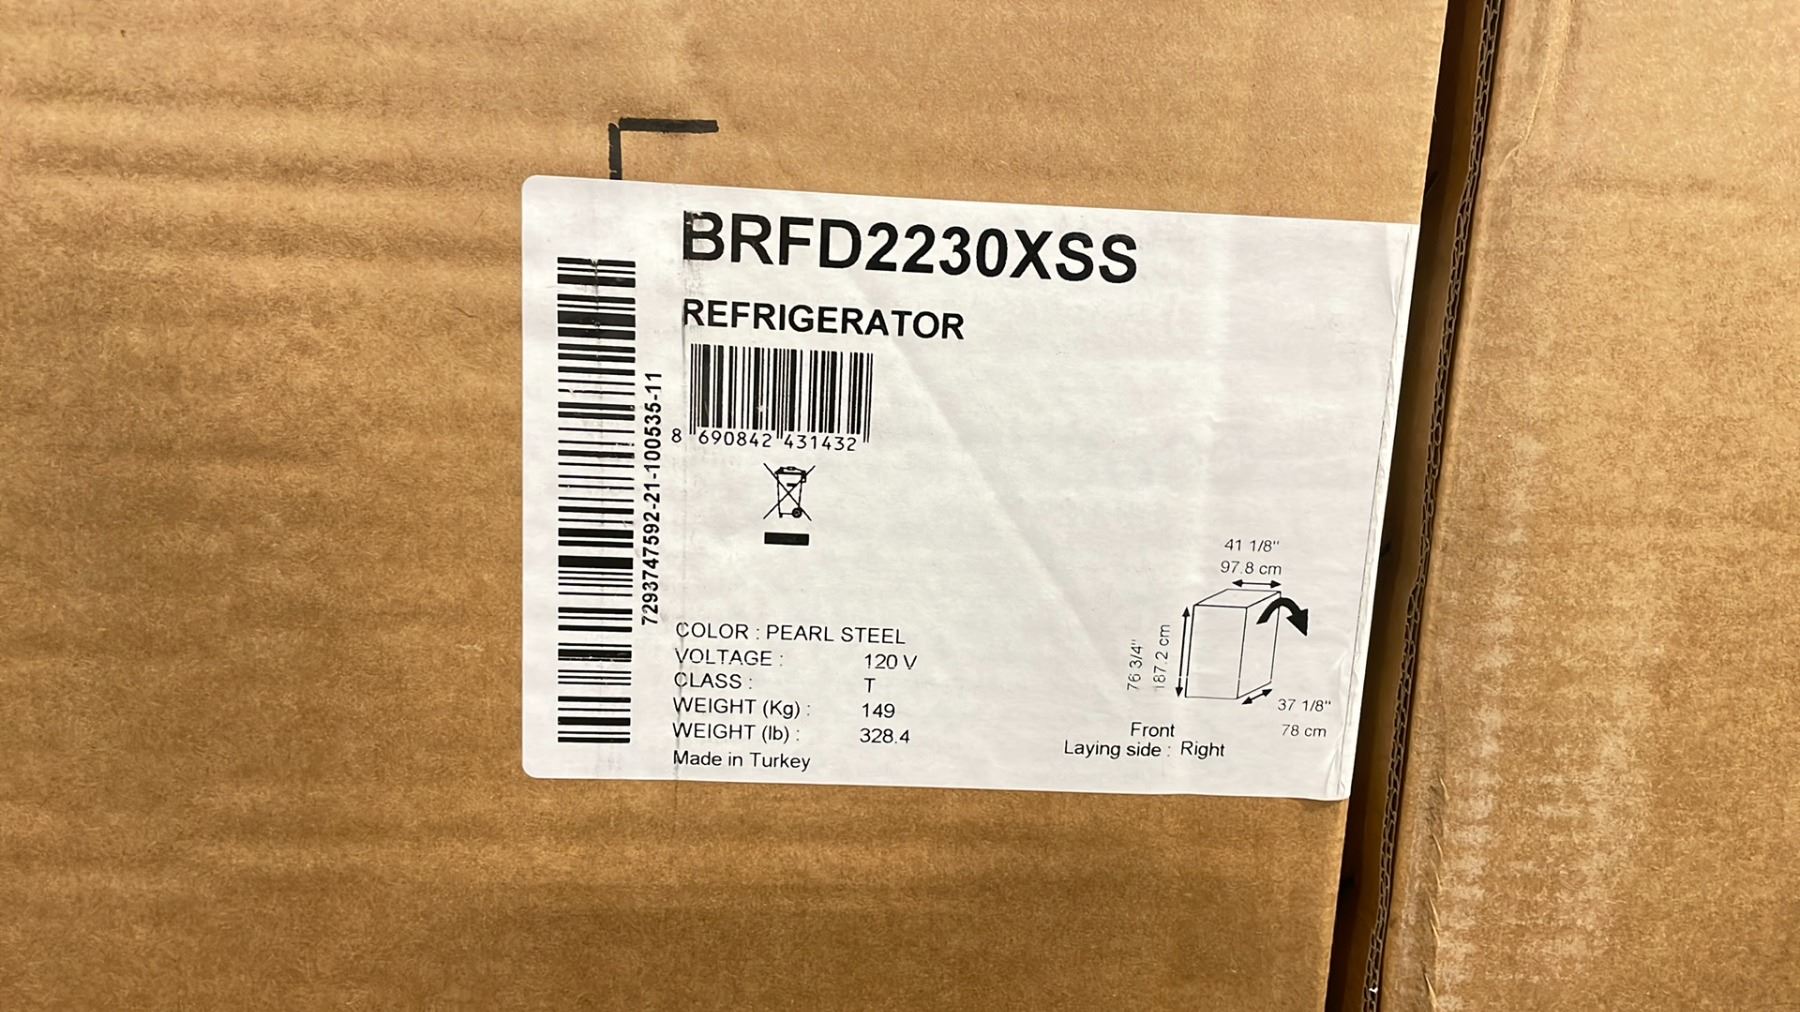 BRFD2230XSS
REFRIGERATOR
7293747592-21-100535-11
8 690842 431432
COLOR : PEARL STEEL
VOLTAGE : 120 V
CLASS : T
WEIGHT (Kg) : 149
WEIGHT (lb) : 328.4
Made in Turkey
41 1/8"
97.8 cm
76 3/4"
187.2 cm
37 1/8"
78 cm
Front
Laying side : Right